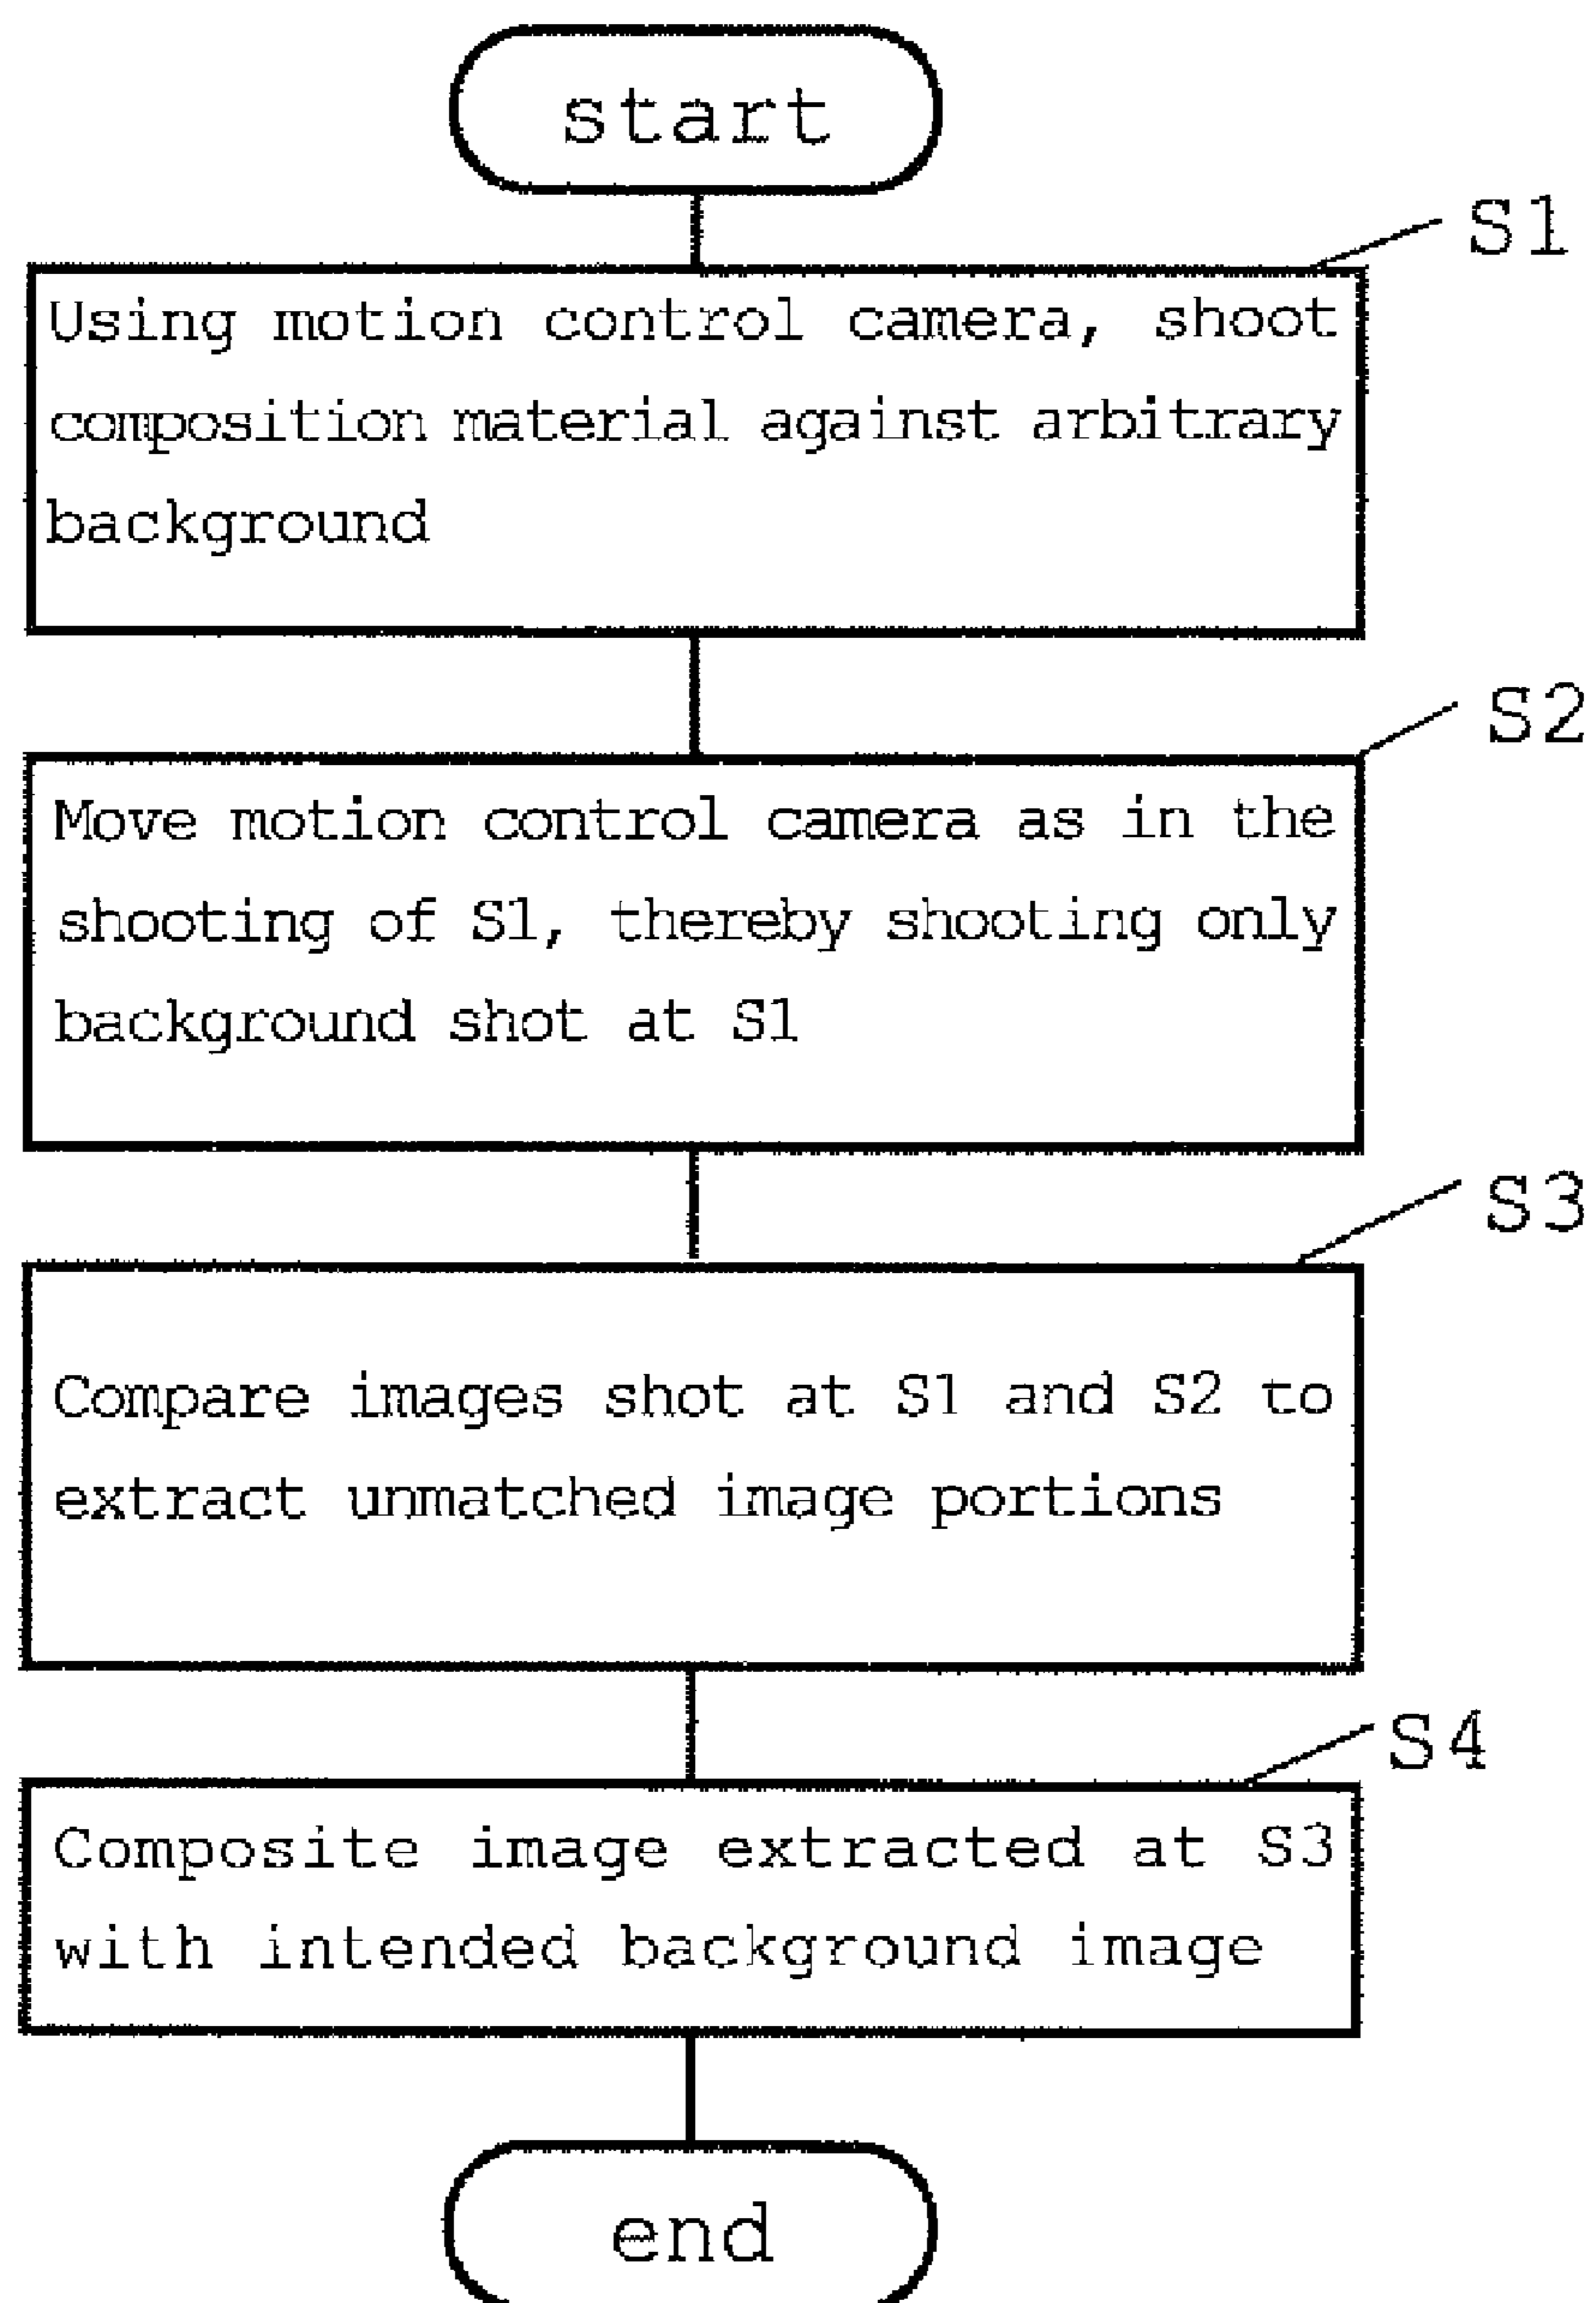 start
S1
Using motion control camera, shoot
composition material against arbitrary
background
S2
Move motion control camera as in the
shooting of S1, thereby shooting only
background shot at S1
S3
Compare images shot at S1 and S2 to
extract unmatched image portions
S4
Composite image extracted at S3
with intended background image
end